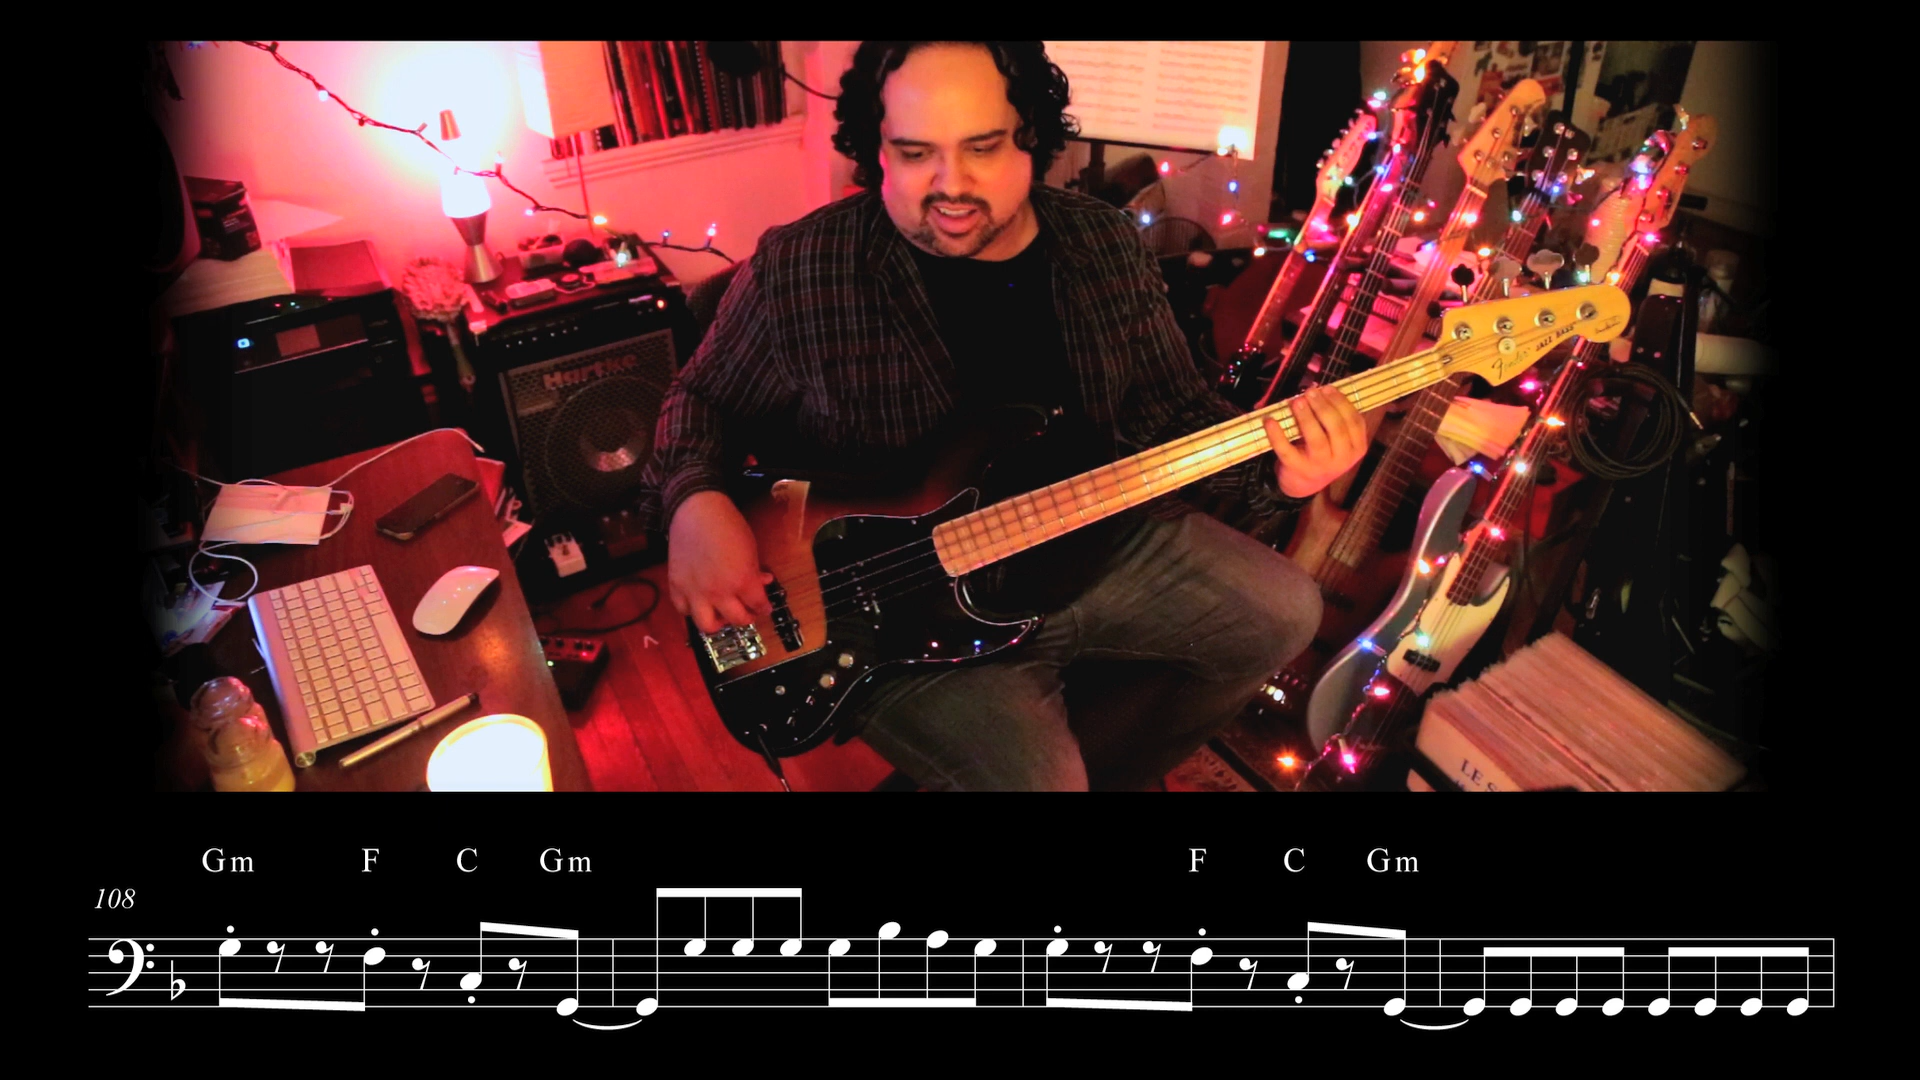 Hartke
Fender JAZZ BASS
LE S
Gm F C Gm F C Gm
108